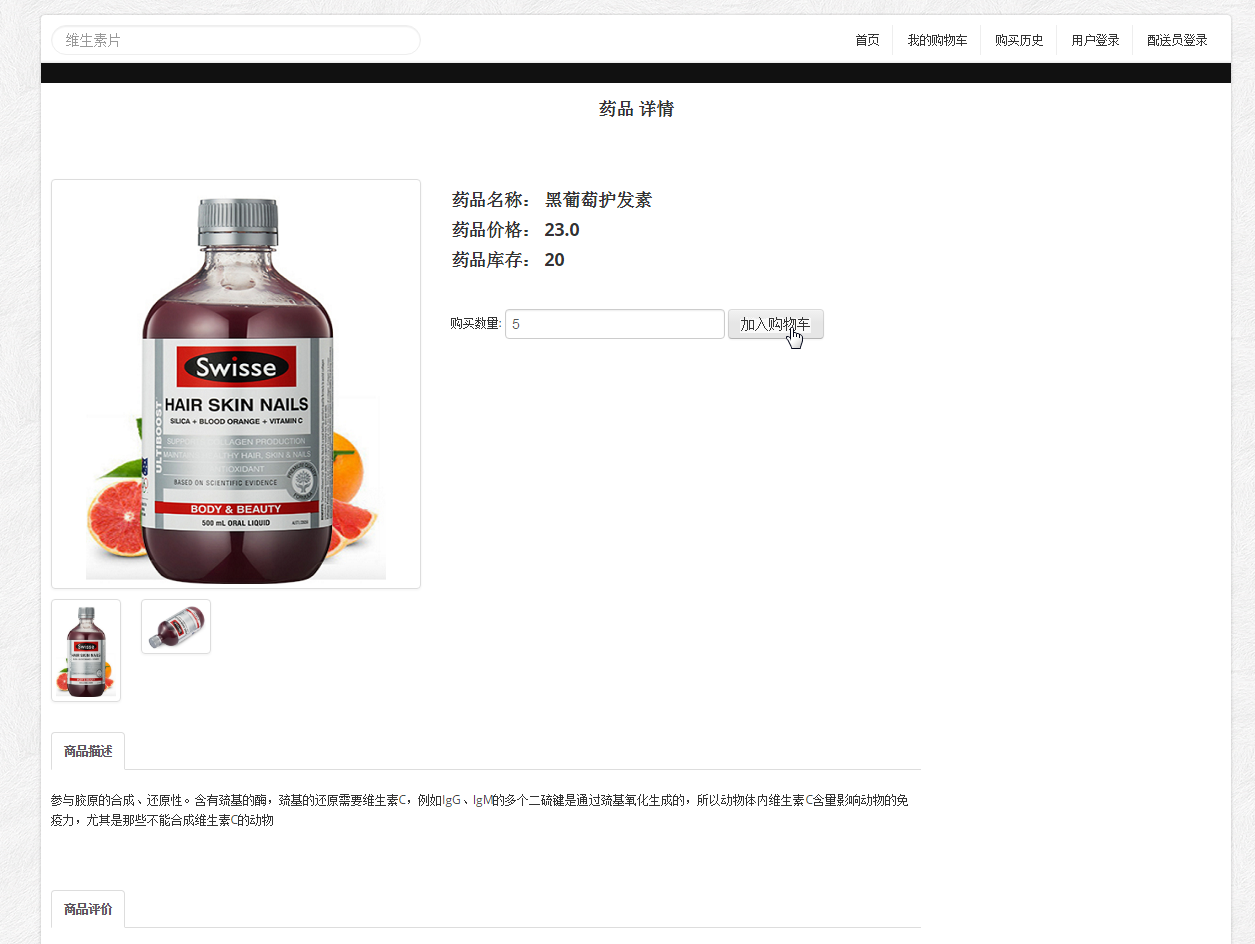 维生素片
首页 我的购物车 购买历史 用户登录 配送员登录
药品 详情
药品名称： 黑葡萄护发素
药品价格： 23.0
药品库存： 20
购买数量: 5 加入购物车
Swisse
ULTIBOOST
HAIR SKIN NAILS
SILICA + BLOOD ORANGE + VITAMIN C
SUPPORTS COLLAGEN PRODUCTION
MAINTAINS HEALTHY HAIR, SKIN & NAILS
ANTIOXIDANT
BASED ON SCIENTIFIC EVIDENCE
BODY & BEAUTY
500 mL ORAL LIQUID
Swisse
商品描述
参与胶原的合成、还原性。含有巯基的酶，巯基的还原需要维生素C，例如IgG、IgM的多个二硫键是通过巯基氧化生成的，所以动物体内维生素C含量影响动物的免
疫力，尤其是那些不能合成维生素C的动物
商品评价